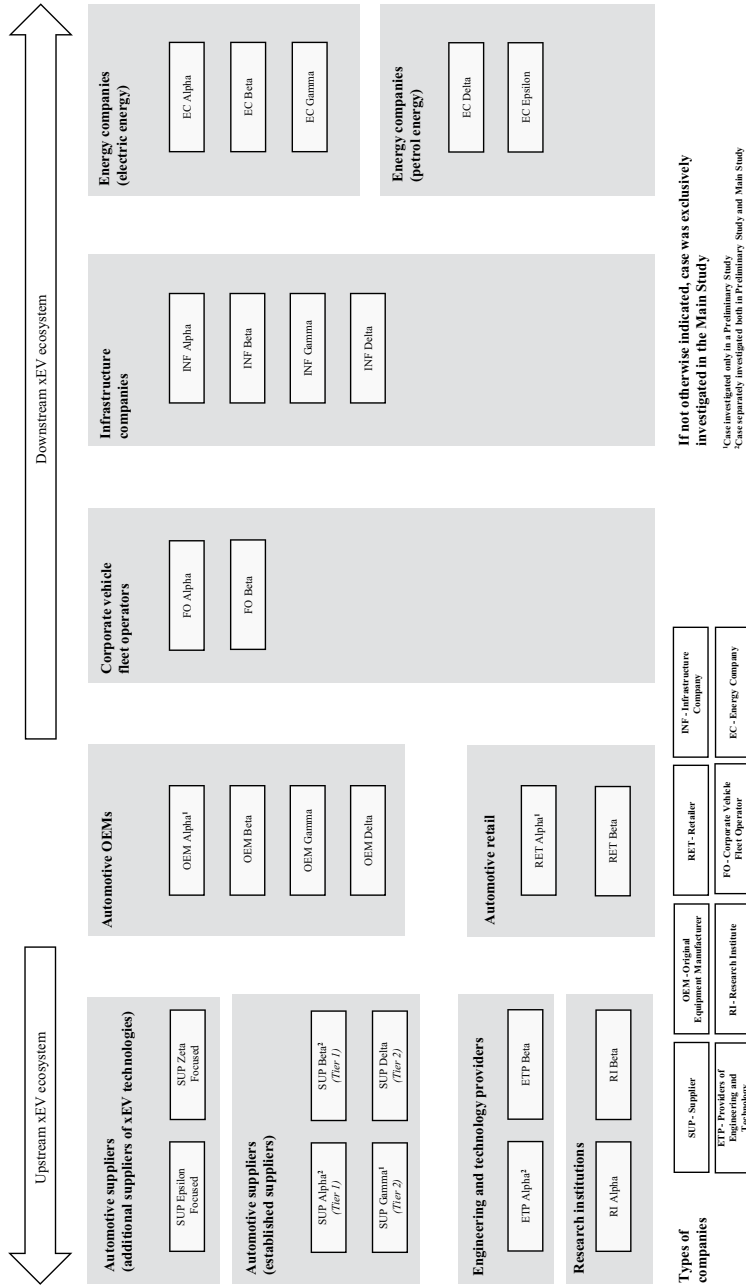 Upstream xEV ecosystem
Downstream xEV ecosystem
Automotive suppliers
(additional suppliers of xEV technologies)
SUP Epsilon
Focused
SUP Zeta
Focused
Automotive suppliers
(established suppliers)
SUP Alpha²
(Tier 1)
SUP Beta²
(Tier 1)
SUP Gamma¹
(Tier 2)
SUP Delta
(Tier 2)
Engineering and technology providers
ETP Alpha²
ETP Beta
Research institutions
RI Alpha
RI Beta
Automotive OEMs
OEM Alpha¹
OEM Beta
OEM Gamma
OEM Delta
Automotive retail
RET Alpha¹
RET Beta
Corporate vehicle
fleet operators
FO Alpha
FO Beta
Infrastructure
companies
INF Alpha
INF Beta
INF Gamma
INF Delta
Energy companies
(electric energy)
EC Alpha
EC Beta
EC Gamma
Energy companies
(petrol energy)
EC Delta
EC Epsilon
Types of
companies
SUP - Supplier
OEM - Original
Equipment Manufacturer
RET - Retailer
INF - Infrastructure
Company
ETP - Providers of
Engineering and
Technology
RI - Research Institute
FO - Corporate Vehicle
Fleet Operator
EC - Energy Company
If not otherwise indicated, case was exclusively
investigated in the Main Study
¹Case investigated only in a Preliminary Study
²Case separately investigated both in Preliminary Study and Main Study